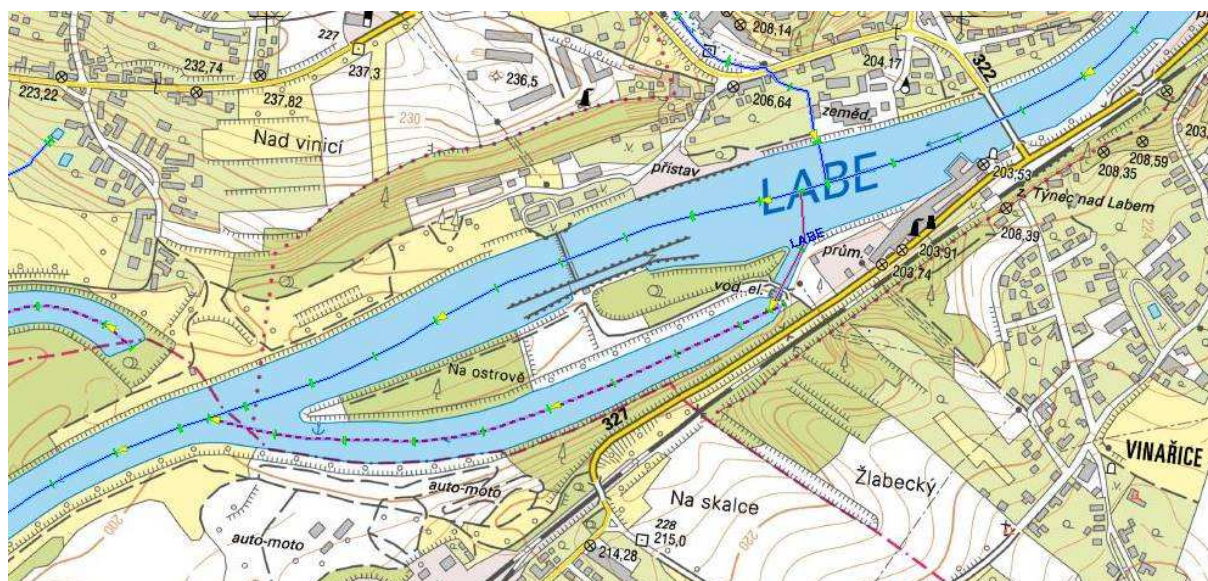 208,14
322
227
232,74
237,3
236,5
204,17
223,22
237,82
206,64
230
zeměd.
Nad vinicí
přístav
LABE
203,53
208,59
208,35
z. Týnec nad Labem
LABE
prům.
203,91
208,39
203,74
vod. el.
Na ostrově
321
VINAŘICE
Žlabecký
auto-moto
Na skalce
200
auto-moto
228
215,0
220
214,28